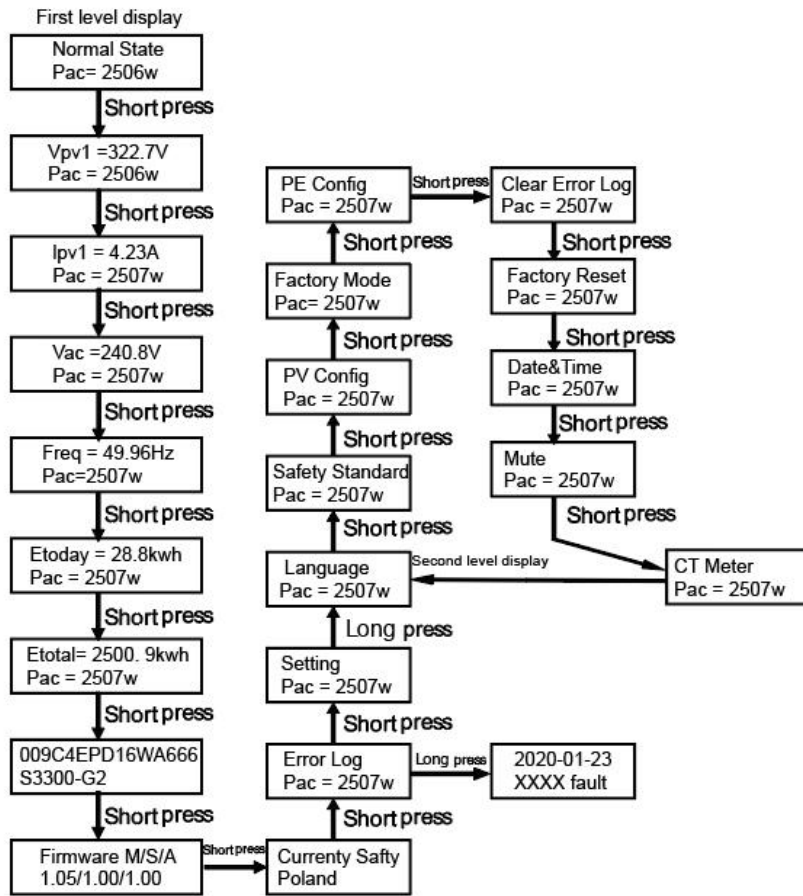 First level display
Normal State
Pac= 2506w
Short press
Vpv1 =322.7V
Pac = 2506w
Short press
Ipv1 = 4.23A
Pac = 2507w
Short press
Vac =240.8V
Pac = 2507w
Short press
Freq = 49.96Hz
Pac=2507w
Short press
Etoday = 28.8kwh
Pac = 2507w
Short press
Etotal= 2500. 9kwh
Pac = 2507w
Short press
009C4EPD16WA666
S3300-G2
Short press
Firmware M/S/A
1.05/1.00/1.00
Short press
Currenty Safty
Poland
Short press
Error Log
Pac = 2507w
Long press
2020-01-23
XXXX fault
Short press
Setting
Pac = 2507w
Long press
Language
Pac = 2507w
Short press
Safety Standard
Pac = 2507w
Short press
PV Config
Pac = 2507w
Short press
Factory Mode
Pac= 2507w
Short press
PE Config
Pac = 2507w
Short press
Clear Error Log
Pac = 2507w
Short press
Factory Reset
Pac = 2507w
Short press
Date&Time
Pac = 2507w
Short press
Mute
Pac = 2507w
Short press
CT Meter
Pac = 2507w
Second level display